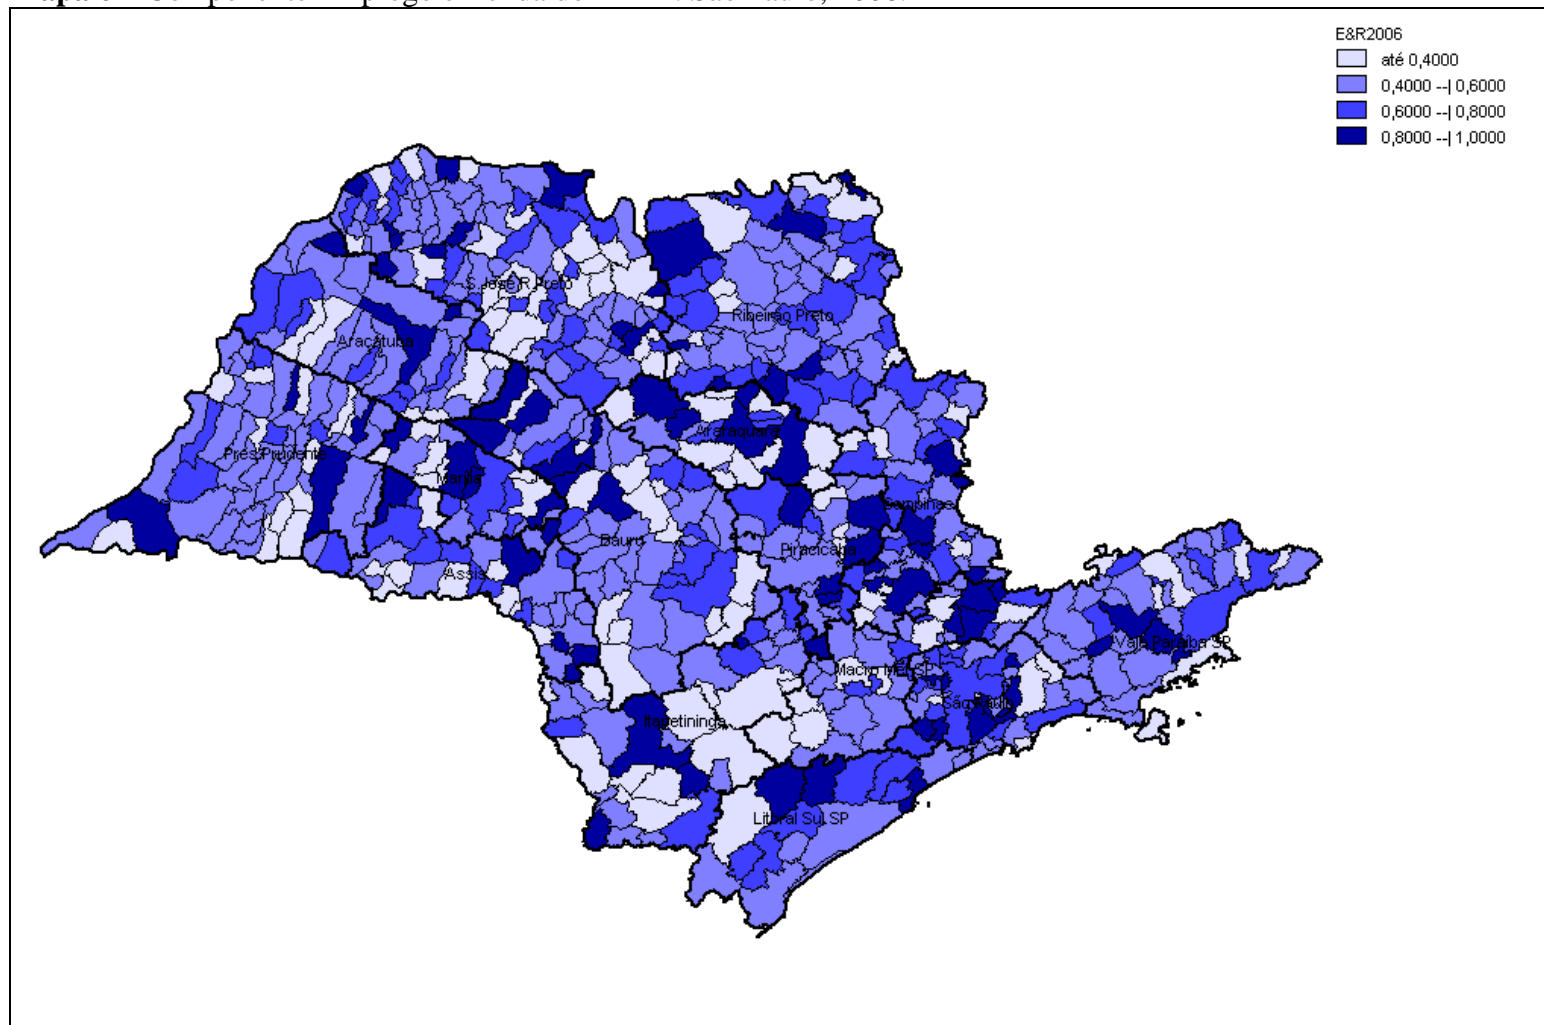 E&R2006
até 0,4000
0,4000 --| 0,6000
0,6000 --| 0,8000
0,8000 --| 1,0000
S.José R.Preto
Ribeirão Preto
Araçatuba
Araraquara
Pres.Prudente
Marília
Campinas
Bauru
Piracicaba
Assis
Vale Paraíba SP
Macro Met SP
São Paulo
Itapetininga
Litoral Sul SP